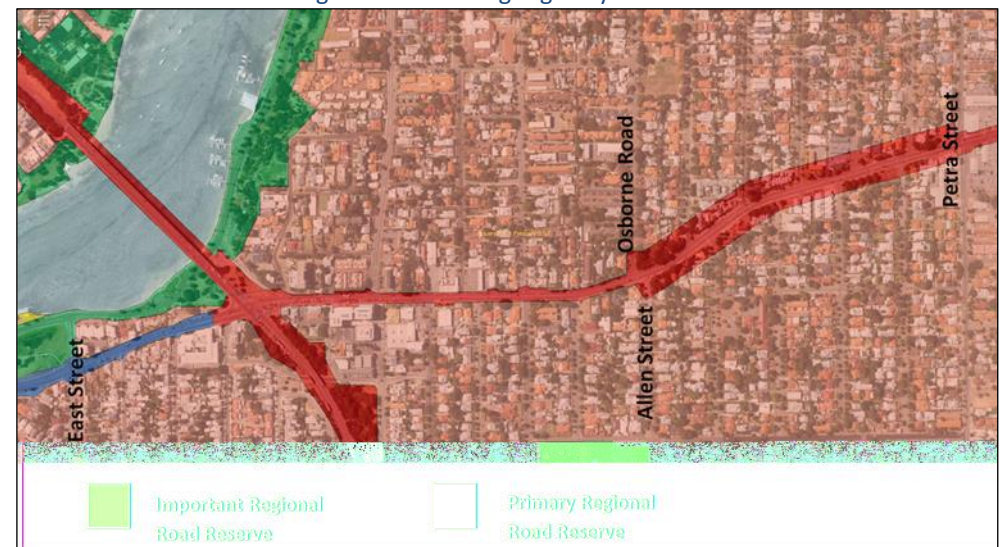 Osborne Road
Petra Street
East Street
Allen Street
Important Regional
Road Reserve
Primary Regional
Road Reserve